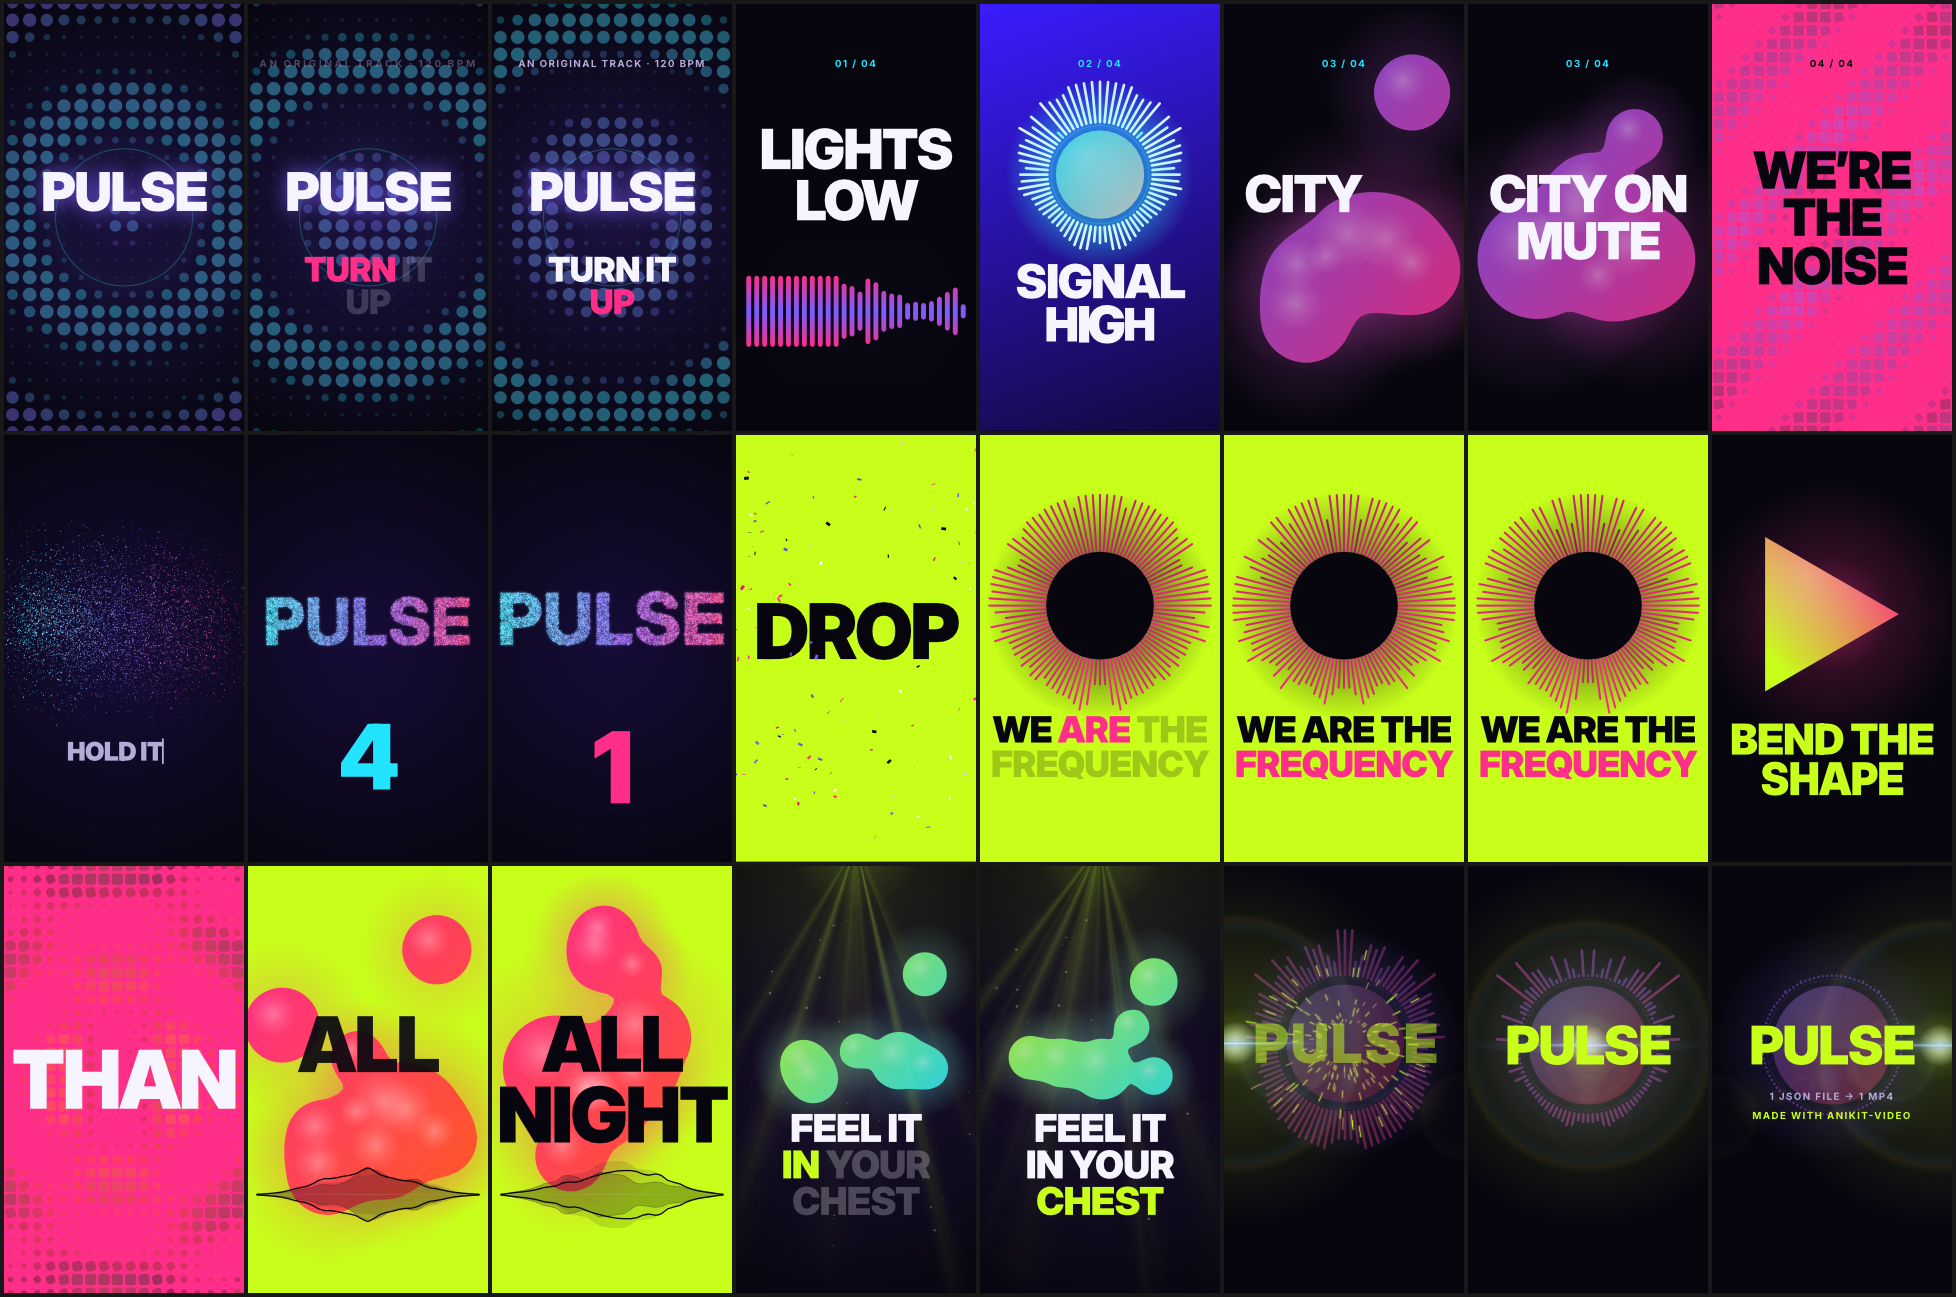 PULSE
AN ORIGINAL TRACK · 120 BPM
PULSE
TURN IT
UP
AN ORIGINAL TRACK · 120 BPM
PULSE
TURN IT
UP
01 / 04
LIGHTS
LOW
02 / 04
SIGNAL
HIGH
03 / 04
CITY
03 / 04
CITY ON
MUTE
04 / 04
WE'RE
THE
NOISE
HOLD IT
PULSE
4
PULSE
1
DROP
WE ARE THE
FREQUENCY
WE ARE THE
FREQUENCY
WE ARE THE
FREQUENCY
BEND THE
SHAPE
THAN
ALL
ALL
NIGHT
FEEL IT
IN YOUR
CHEST
FEEL IT
IN YOUR
CHEST
PULSE
PULSE
PULSE
1 JSON FILE → 1 MP4
MADE WITH ANIKIT-VIDEO